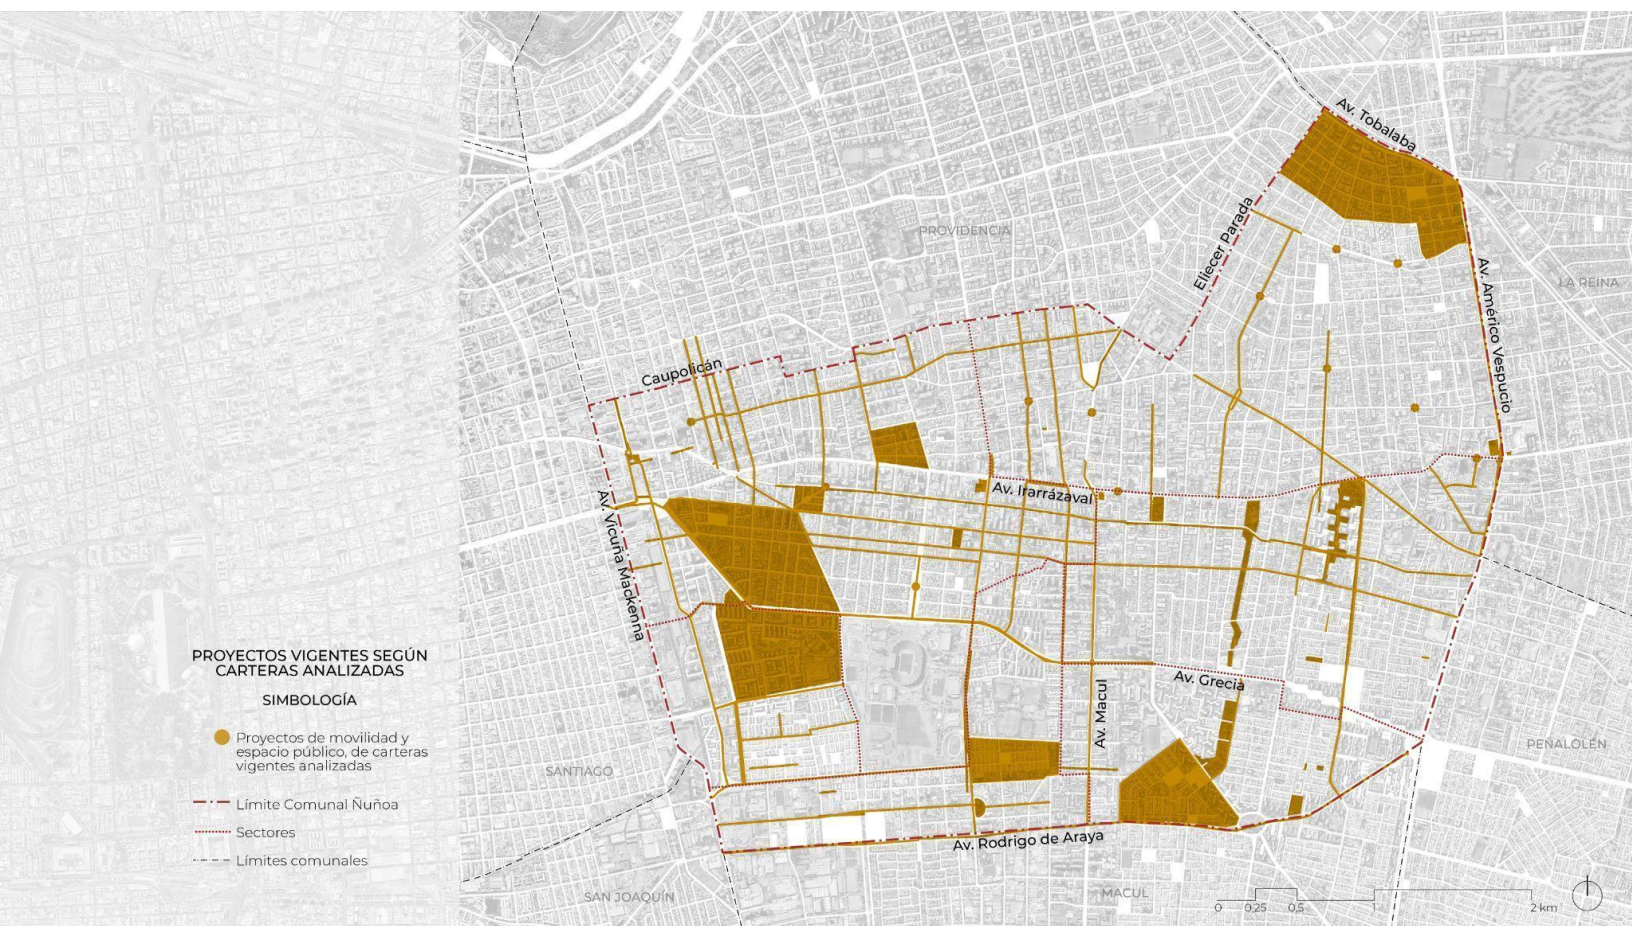 Av. Tobalaba
Eliecer Parada
PROVIDENCIA
LA REINA
Av. Américo Vespucio
Caupolicán
Av. Irarrázaval
Av. Vicuña Mackenna
PROYECTOS VIGENTES SEGÚN
CARTERAS ANALIZADAS
SIMBOLOGÍA
Proyectos de movilidad y
espacio público, de carteras
vigentes analizadas
Límite Comunal Ñuñoa
Sectores
Límites comunales
Av. Grecia
Av. Macul
PEÑALOLÉN
SANTIAGO
Av. Rodrigo de Araya
SAN JOAQUÍN
MACUL
0 0,25 0,5 1 2 km